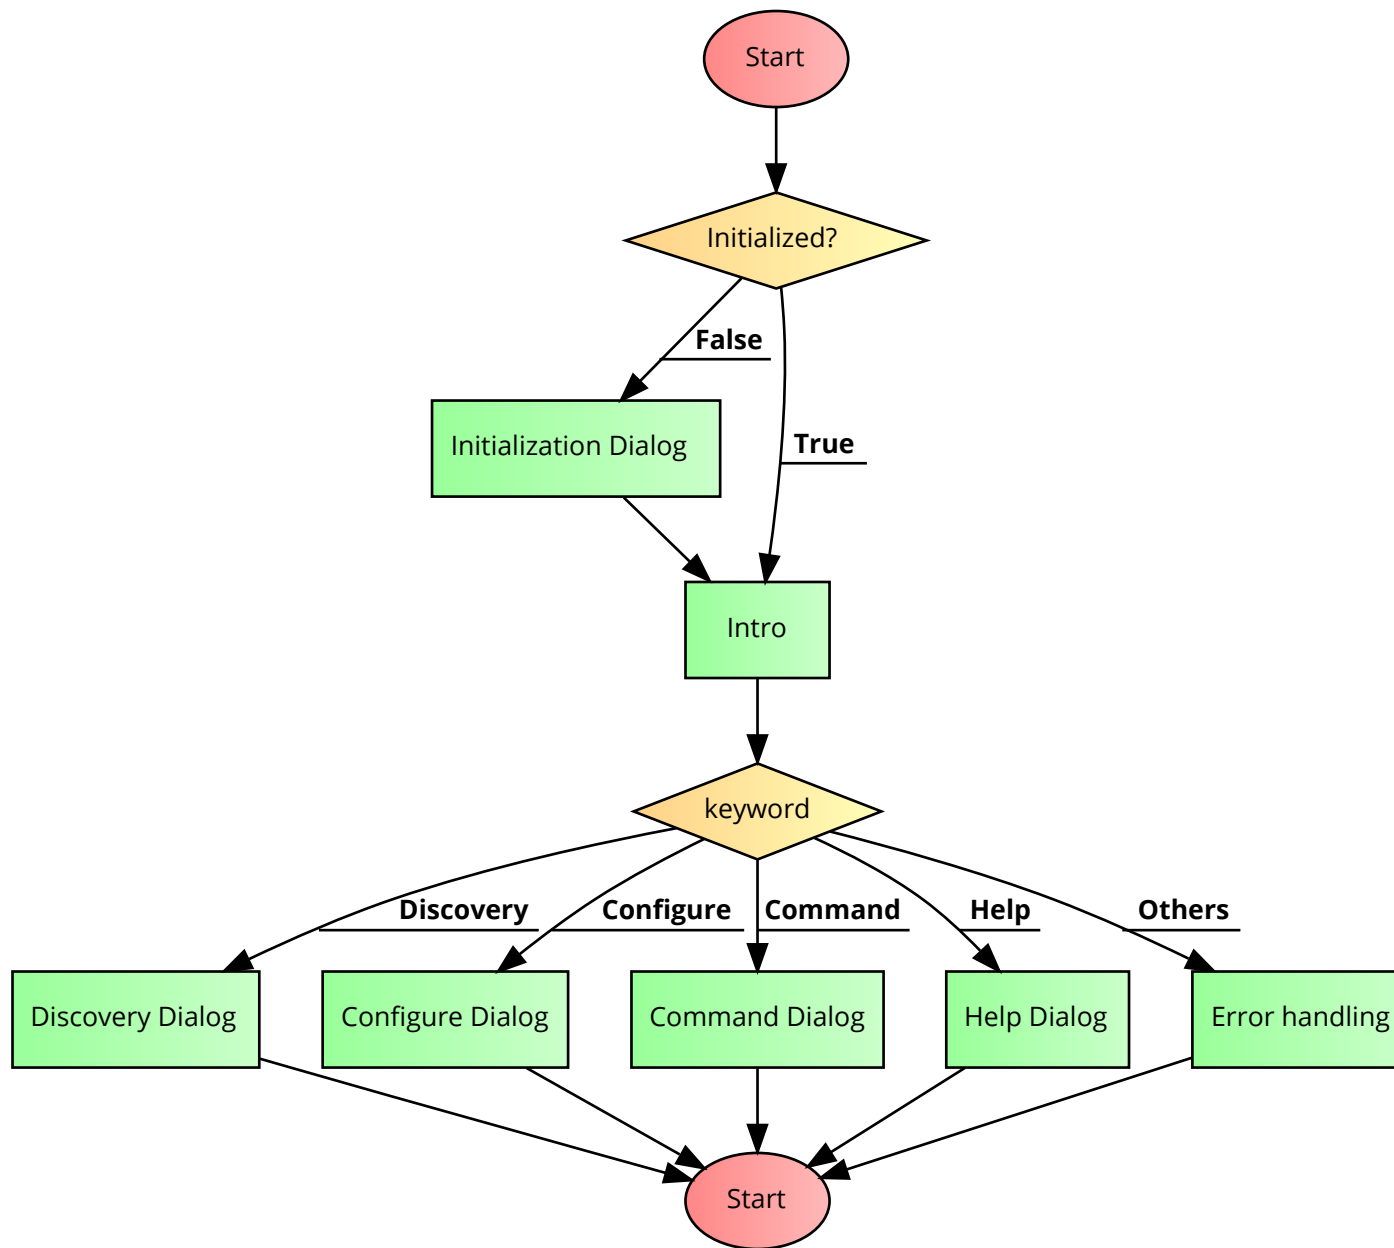 Start
Initialized?
False
Initialization Dialog
True
Intro
keyword
Discovery
Configure
Command
Help
Others
Discovery Dialog
Configure Dialog
Command Dialog
Help Dialog
Error handling
Start